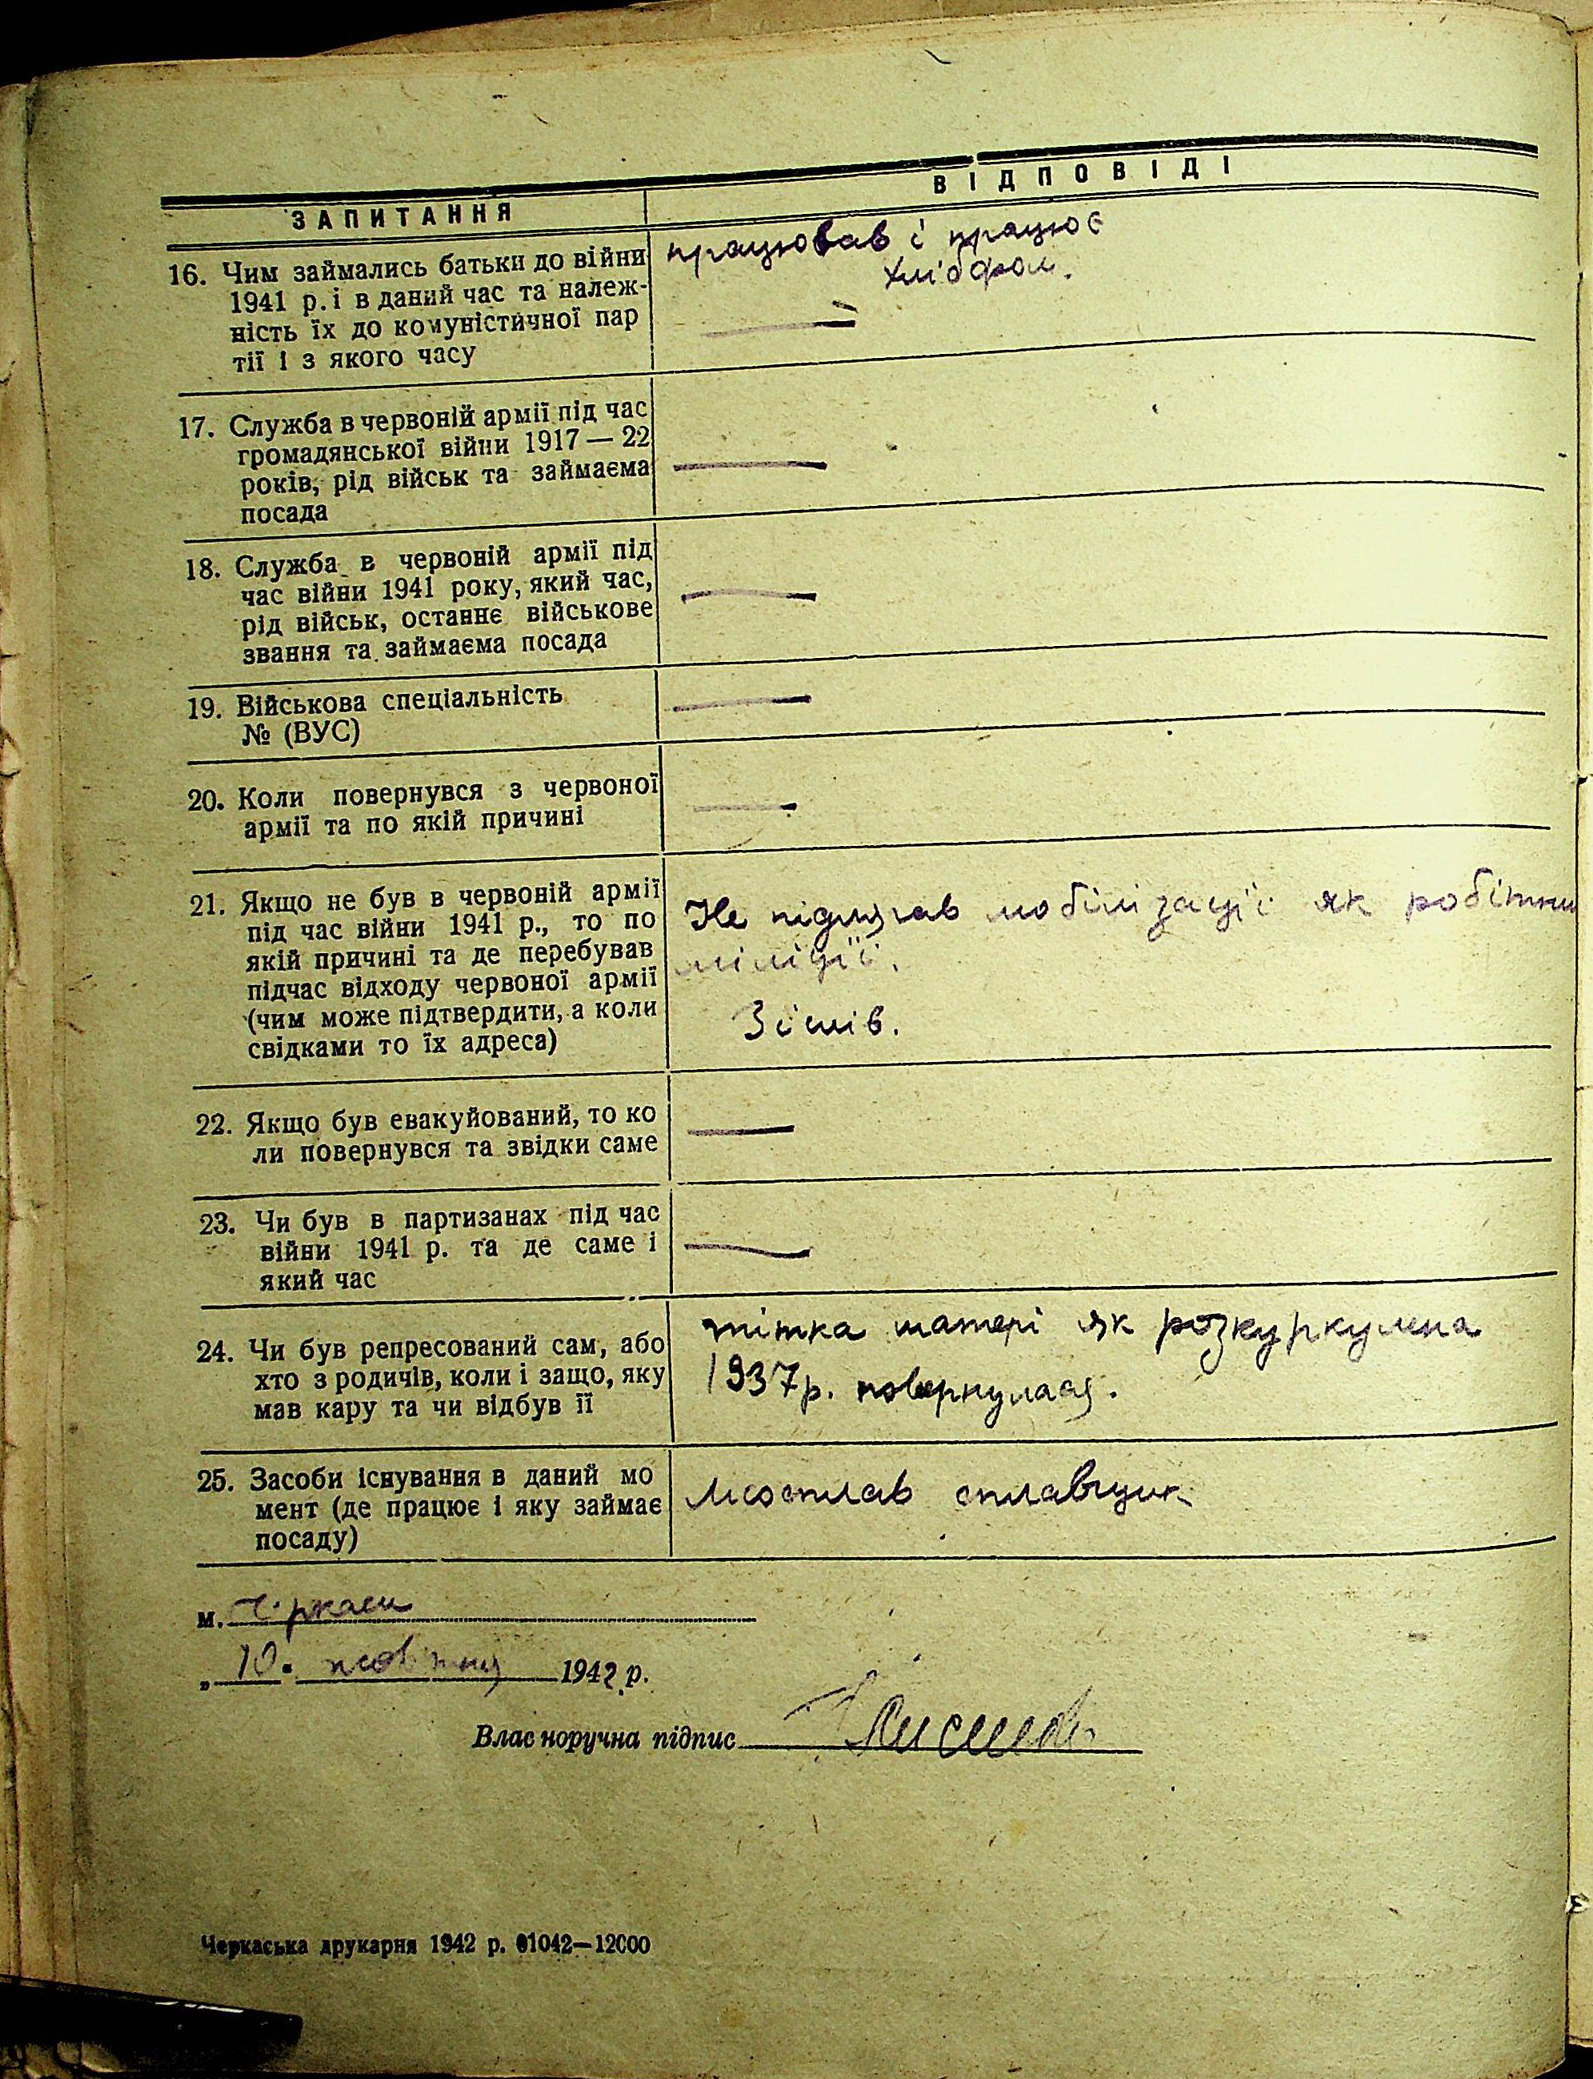 ЗАПИТАННЯ
ВІДПОВІДІ
16. Чим займались батьки до війни
1941 р. і в даний час та належ-
ність їх до комуністичної пар
тії і з якого часу
працював і працює
хлібороб.
—
17. Служба в червоній армії під час
громадянської війни 1917 — 22
років, рід військ та займаєма
посада
—
18. Служба в червоній армії під
час війни 1941 року, який час,
рід військ, останнє військове
звання та займаєма посада
—
19. Військова спеціальність
№ (ВУС)
—
20. Коли повернувся з червоної
армії та по якій причині
—
21. Якщо не був в червоній армії
під час війни 1941 р., то по
якій причині та де перебував
підчас відходу червоної армії
(чим може підтвердити, а коли
свідками то їх адреса)
Не підлягав мобілізації як робітни
міліції.
22. Якщо був евакуйований, то ко
ли повернувся та звідки саме
—
23. Чи був в партизанах під час
війни 1941 р. та де саме і
який час
—
24. Чи був репресований сам, або
хто з родичів, коли і защо, яку
мав кару та чи відбув її
тітка матері як розкуркулена
1937 р. повернулася.
25. Засоби існування в даний мо
мент (де працює і яку займає
посаду)
Лісосплав сплавщик
м. Черкаси
„10" жовтня 1942 р.
Влас норучна підпис
Черкаська друкарня 1942 р. 01042—12000